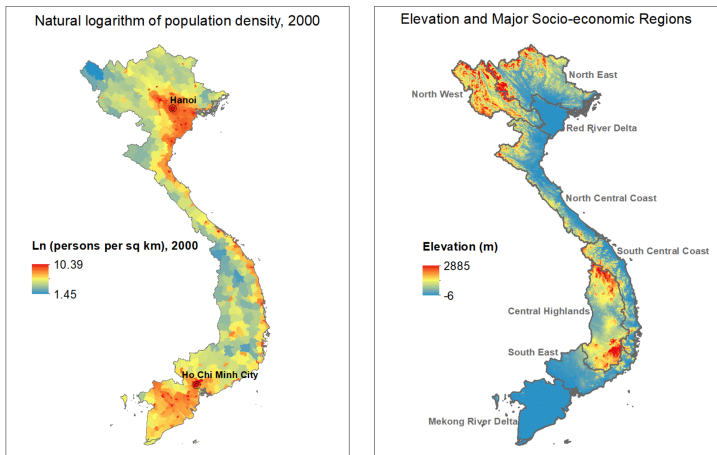 Natural logarithm of population density, 2000
Hanoi
Ln (persons per sq km), 2000
10.39
1.45
Ho Chi Minh City
Elevation and Major Socio-economic Regions
North East
North West
Red River Delta
North Central Coast
South Central Coast
Elevation (m)
2885
-6
Central Highlands
South East
Mekong River Delta